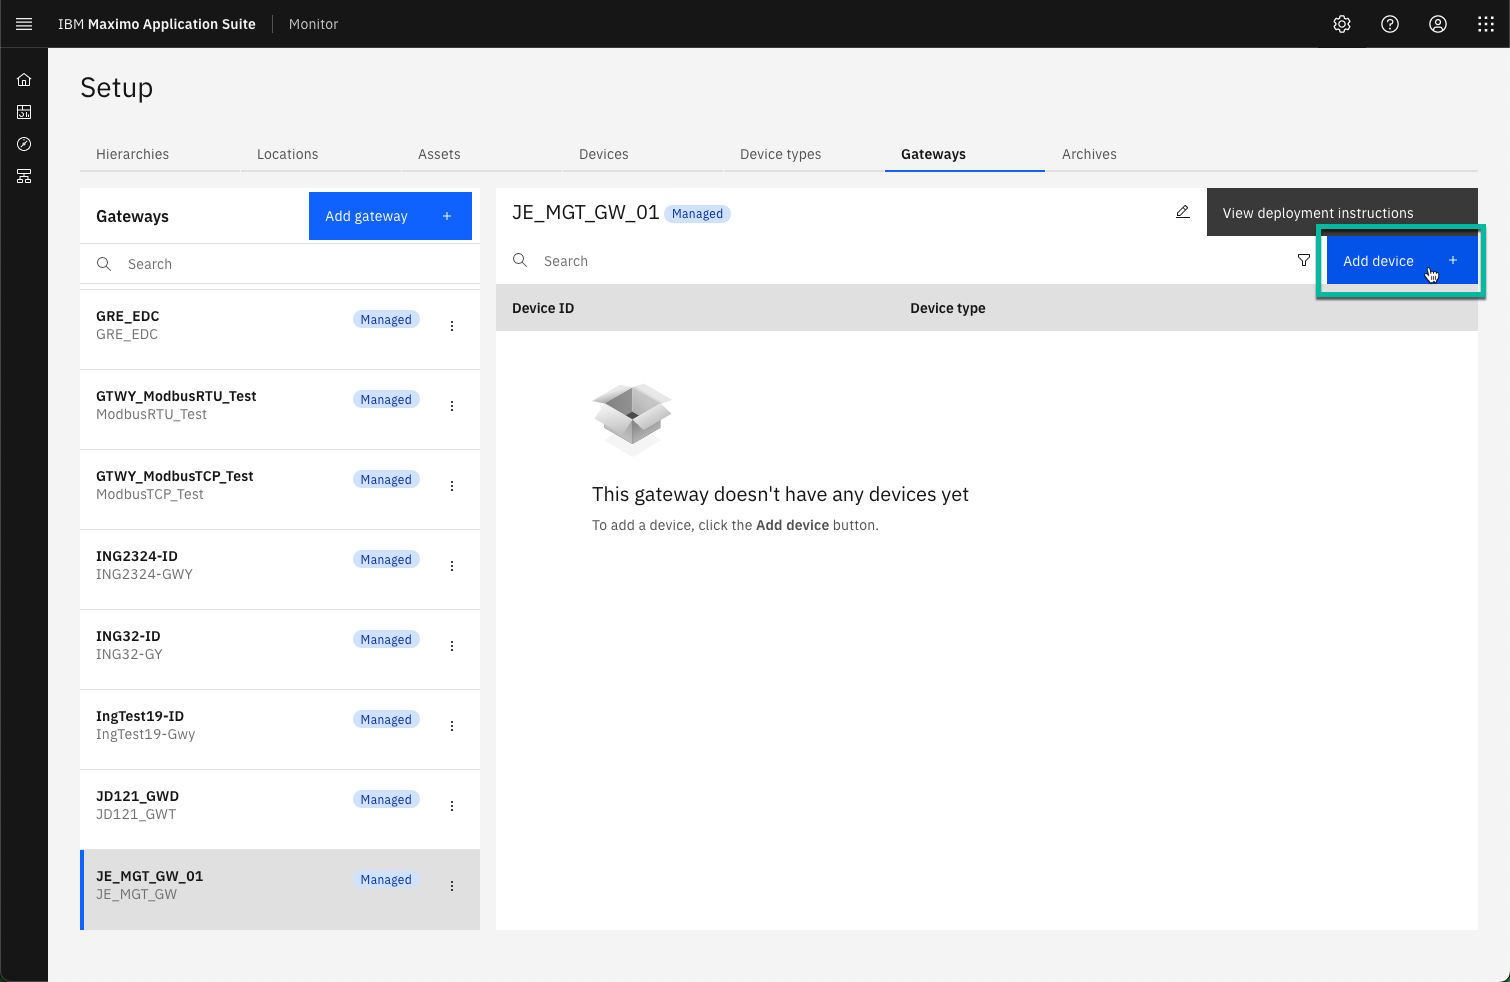 IBM Maximo Application Suite Monitor
Setup
Hierarchies Locations Assets Devices Device types Gateways Archives
Gateways
Add gateway +
Search
GRE_EDC
Managed
GRE_EDC
GTWY_ModbusRTU_Test
Managed
ModbusRTU_Test
GTWY_ModbusTCP_Test
Managed
ModbusTCP_Test
ING2324-ID
Managed
ING2324-GWY
ING32-ID
Managed
ING32-GY
IngTest19-ID
Managed
IngTest19-Gwy
JD121_GWD
Managed
JD121_GWT
JE_MGT_GW_01
Managed
JE_MGT_GW
JE_MGT_GW_01 Managed
View deployment instructions
Search
Add device +
Device ID Device type
This gateway doesn't have any devices yet
To add a device, click the Add device button.